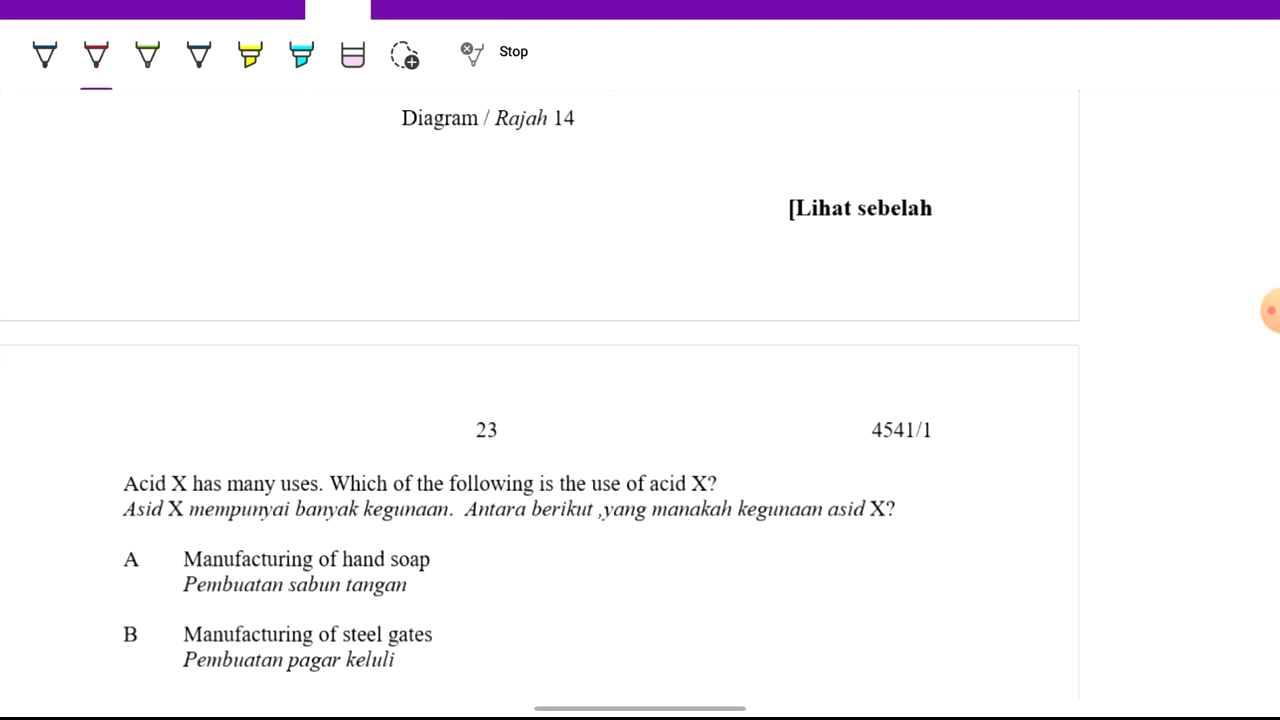 Stop
Diagram / Rajah 14
[Lihat sebelah
23 4541/1
Acid X has many uses. Which of the following is the use of acid X?
Asid X mempunyai banyak kegunaan. Antara berikut ,yang manakah kegunaan asid X?
A Manufacturing of hand soap
Pembuatan sabun tangan
B Manufacturing of steel gates
Pembuatan pagar keluli